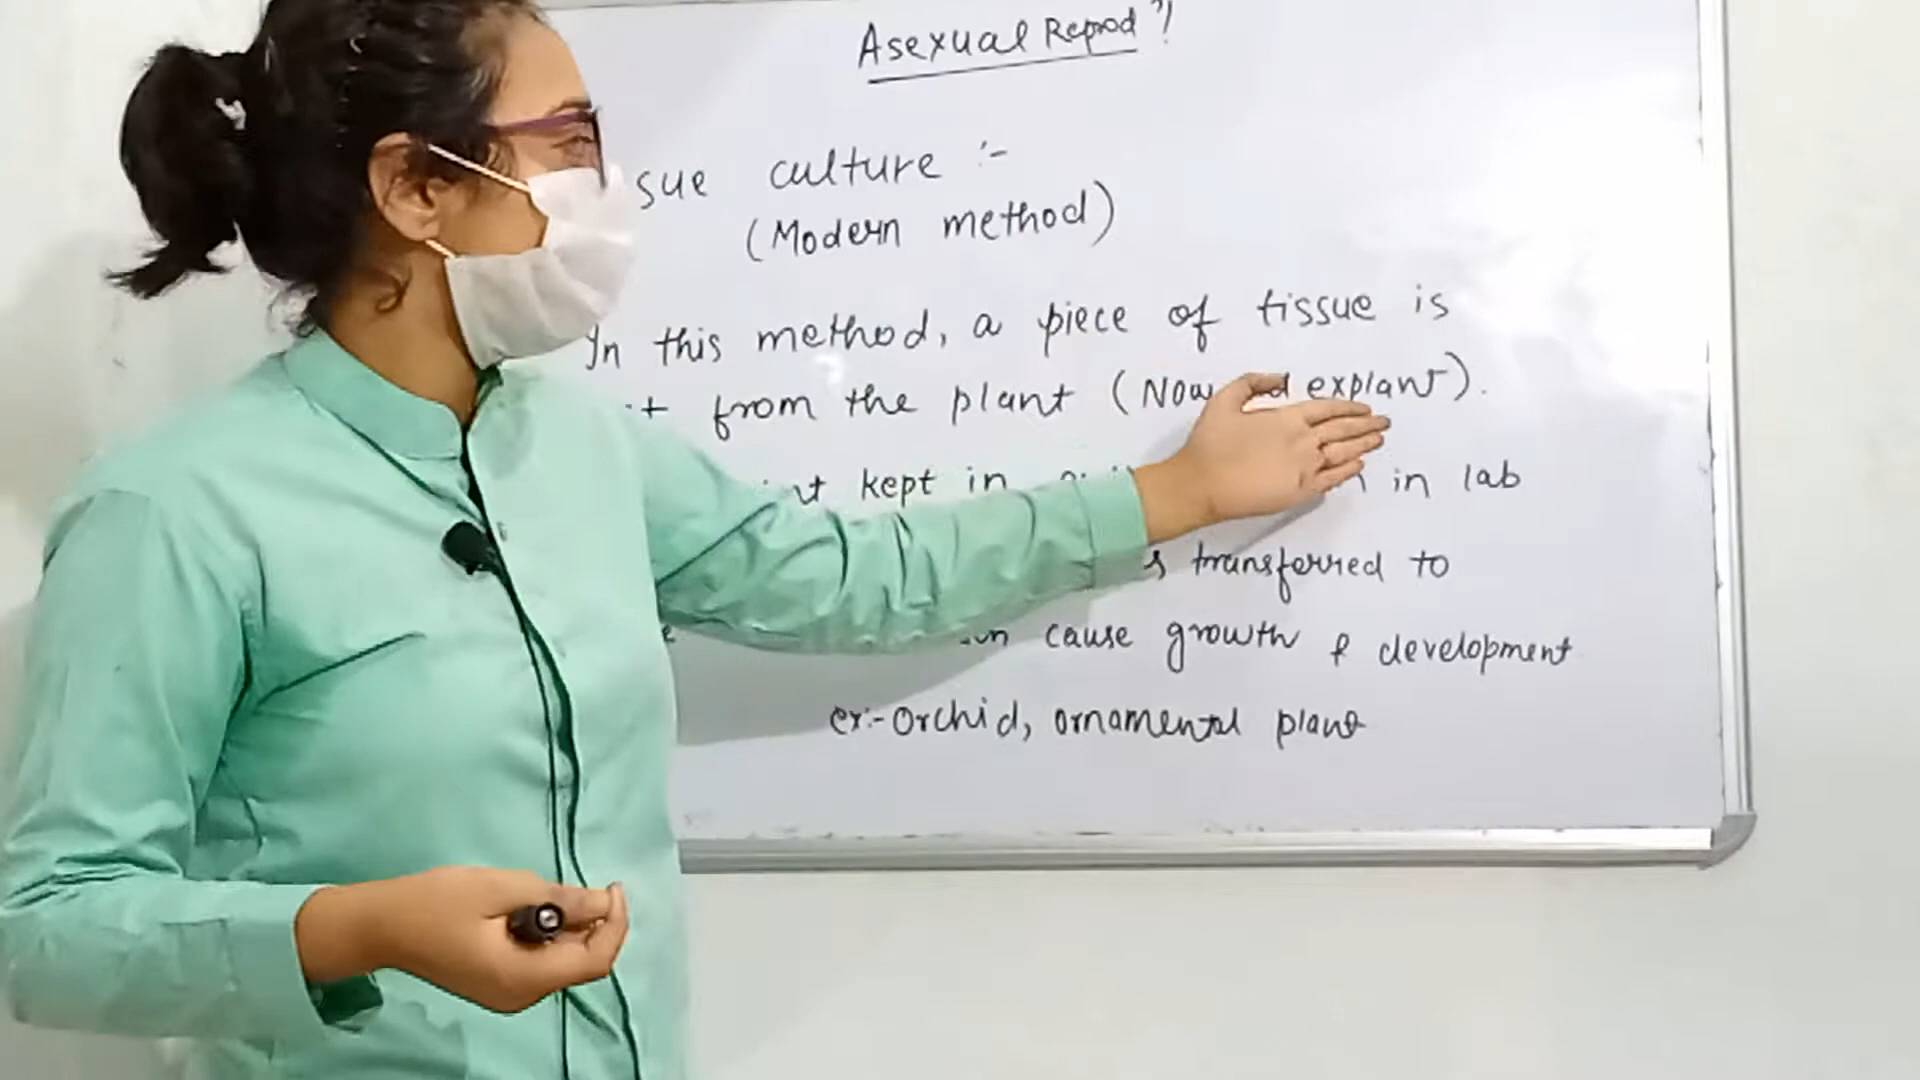 Asexual Reprodⁿ
sue culture :-
(Modern method)
In this method, a piece of tissue is
from the plant (Now explant).
kept in in lab
transferred to
cause growth & development
ex:- Orchid, ornamental plant